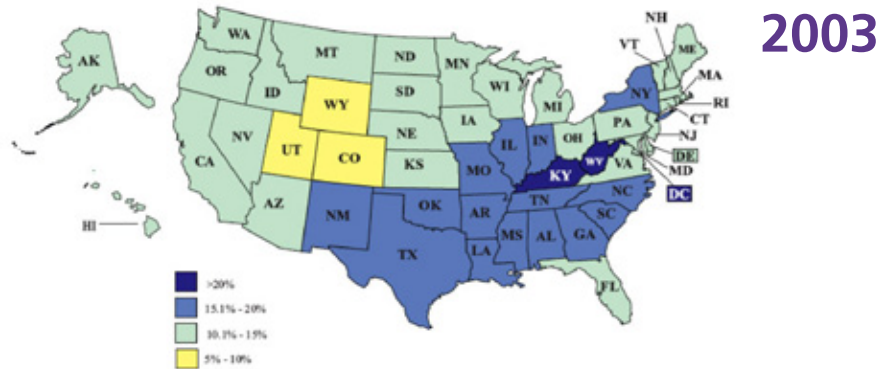 2003
NH
WA
VT
ME
AK
MT
ND
MN
OR
MA
ID
SD
WI
NY
WY
MI
RI
CT
IA
PA
NV
NE
NJ
OH
IL
IN
DE
UT
CO
MD
CA
KS
MO
WV
VA
KY
DC
NC
TN
AZ
OK
NM
AR
SC
HI
MS
AL
GA
TX
LA
>20%
FL
15.1% - 20%
10.1% - 15%
5% - 10%